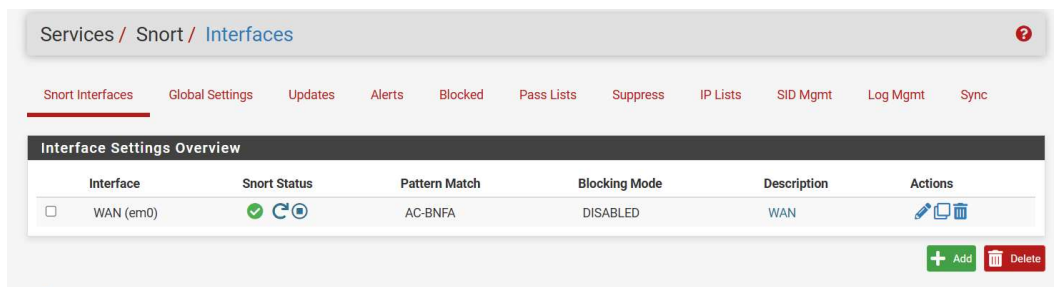 Services / Snort / Interfaces
Snort Interfaces Global Settings Updates Alerts Blocked Pass Lists Suppress IP Lists SID Mgmt Log Mgmt Sync
Interface Settings Overview
Interface Snort Status Pattern Match Blocking Mode Description Actions
WAN (em0) AC-BNFA DISABLED WAN
Add Delete